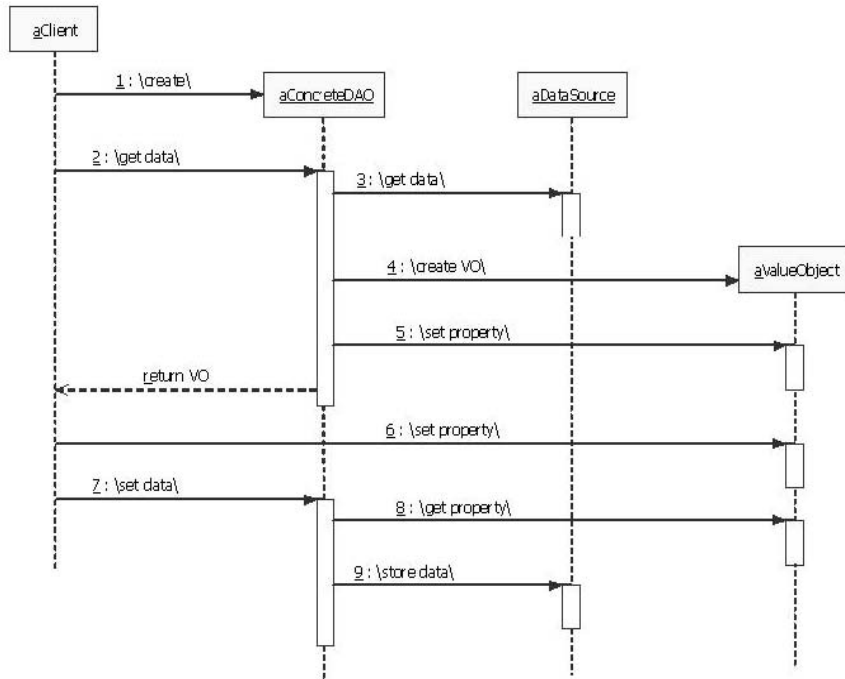 aClient
1 : \create\
aConcreteDAO
aDataSource
2 : \get data\
3 : \get data\
4 : \create VO\
aValueObject
5 : \set property\
return VO
6 : \set property\
7 : \set data\
8 : \get property\
9 : \store data\